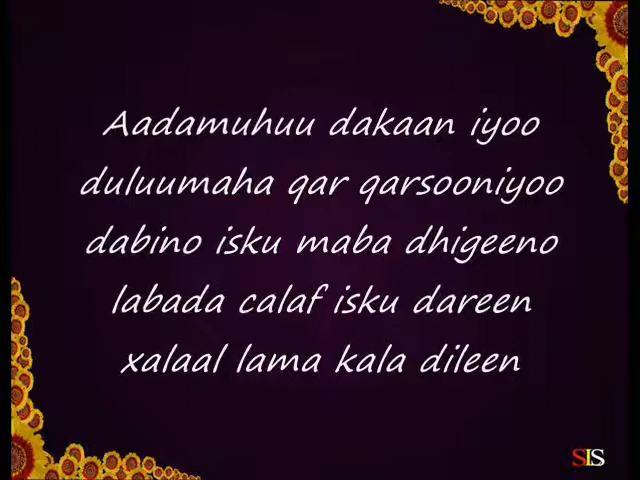 Aadamuhuu dakaan iyoo
duluumaha qar qarsooniyoo
dabino isku maba dhigeeno
labada calaf isku dareen
xalaal lama kala dileen
SIS